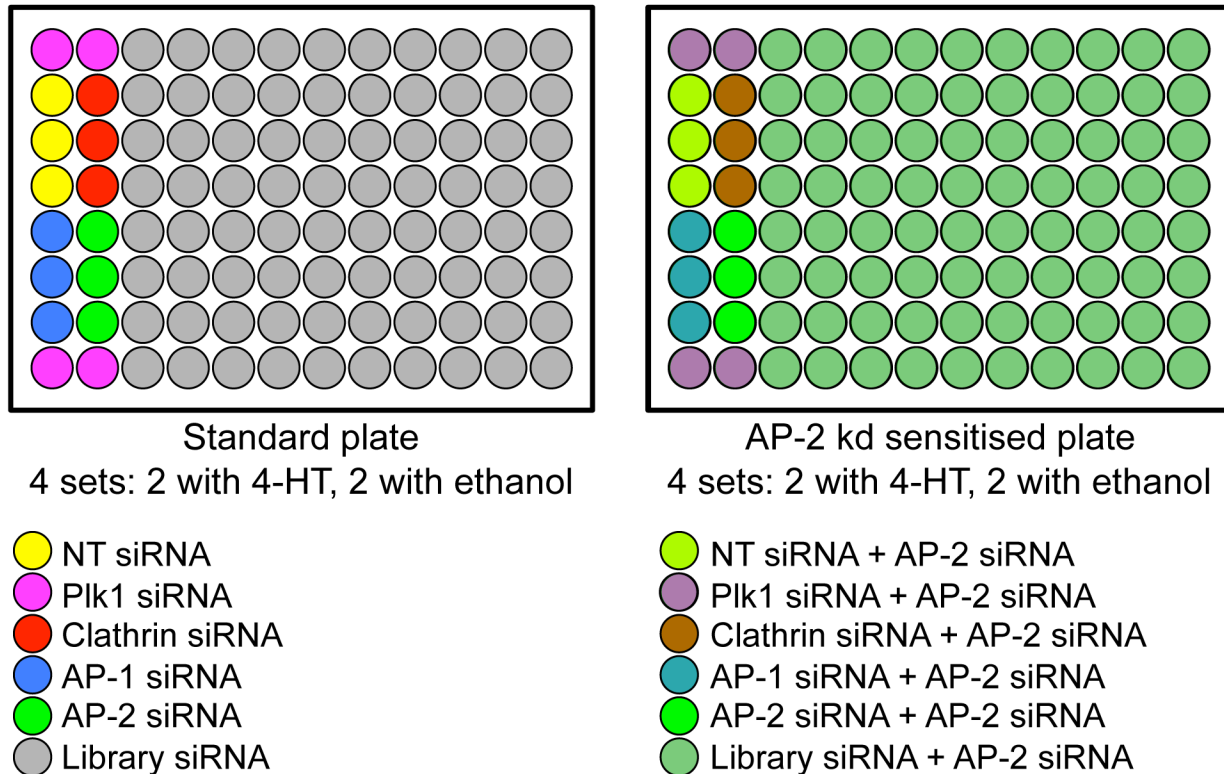 Standard plate
4 sets: 2 with 4-HT, 2 with ethanol
NT siRNA
Plk1 siRNA
Clathrin siRNA
AP-1 siRNA
AP-2 siRNA
Library siRNA
AP-2 kd sensitised plate
4 sets: 2 with 4-HT, 2 with ethanol
NT siRNA + AP-2 siRNA
Plk1 siRNA + AP-2 siRNA
Clathrin siRNA + AP-2 siRNA
AP-1 siRNA + AP-2 siRNA
AP-2 siRNA + AP-2 siRNA
Library siRNA + AP-2 siRNA